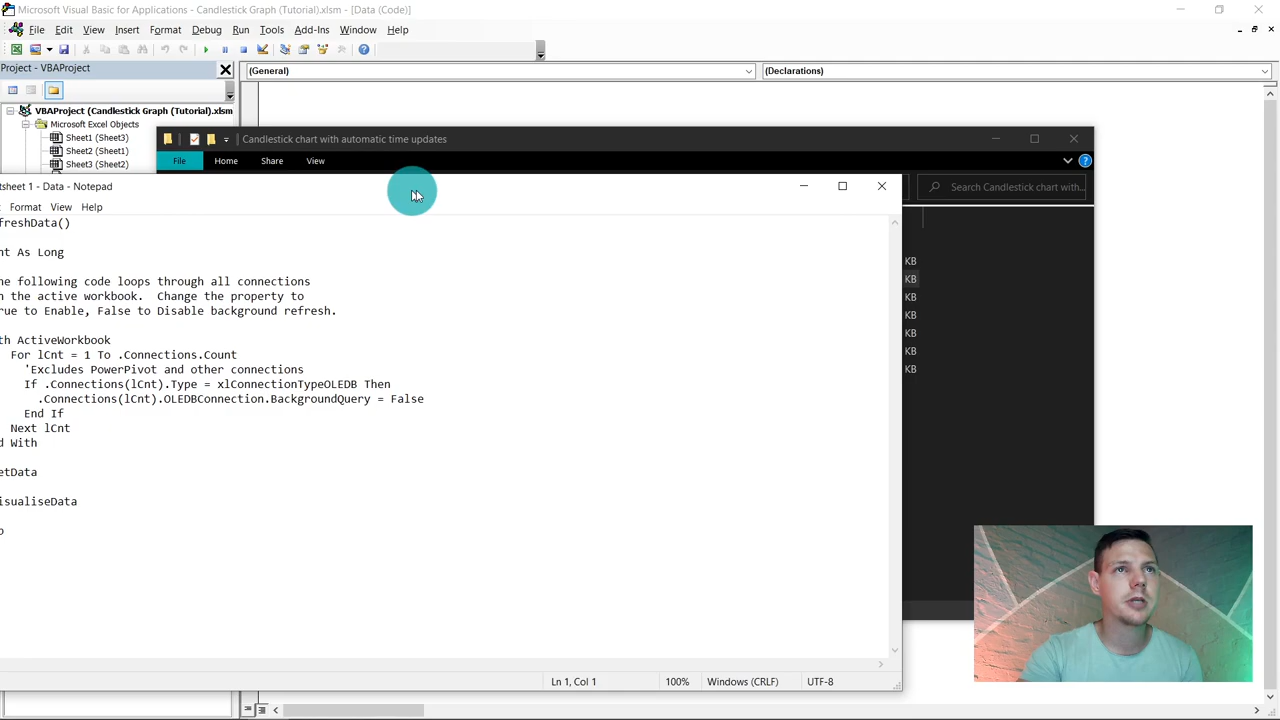 Microsoft Visual Basic for Applications - Candlestick Graph (Tutorial).xlsm - [Data (Code)]
File Edit View Insert Format Debug Run Tools Add-Ins Window Help
Project - VBAProject
(General)
(Declarations)
VBAProject (Candlestick Graph (Tutorial).xlsm
Microsoft Excel Objects
Sheet1 (Sheet3)
Sheet2 (Sheet1)
Sheet3 (Sheet2)
Candlestick chart with automatic time updates
File Home Share View
Search Candlestick chart with...
KB
KB
KB
KB
KB
KB
KB
tsheet 1 - Data - Notepad
Format View Help
freshData()
nt As Long
he following code loops through all connections
n the active workbook. Change the property to
rue to Enable, False to Disable background refresh.
th ActiveWorkbook
For lCnt = 1 To .Connections.Count
'Excludes PowerPivot and other connections
If .Connections(lCnt).Type = xlConnectionTypeOLEDB Then
.Connections(lCnt).OLEDBConnection.BackgroundQuery = False
End If
Next lCnt
d With
etData
isualiseData
b
Ln 1, Col 1
100%
Windows (CRLF)
UTF-8